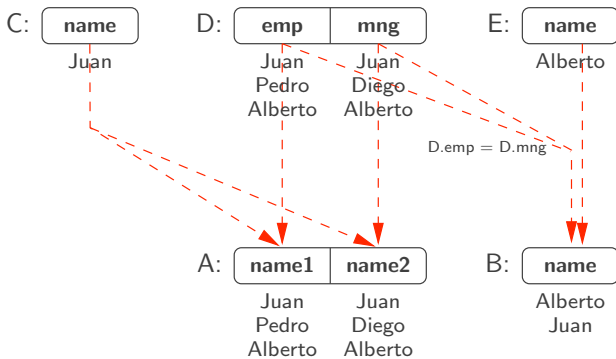 C: name D: emp mng E: name
Juan Juan Juan Alberto
Pedro Diego
Alberto Alberto
D.emp = D.mng
A: name1 name2 B: name
Juan Juan Alberto
Pedro Diego Juan
Alberto Alberto